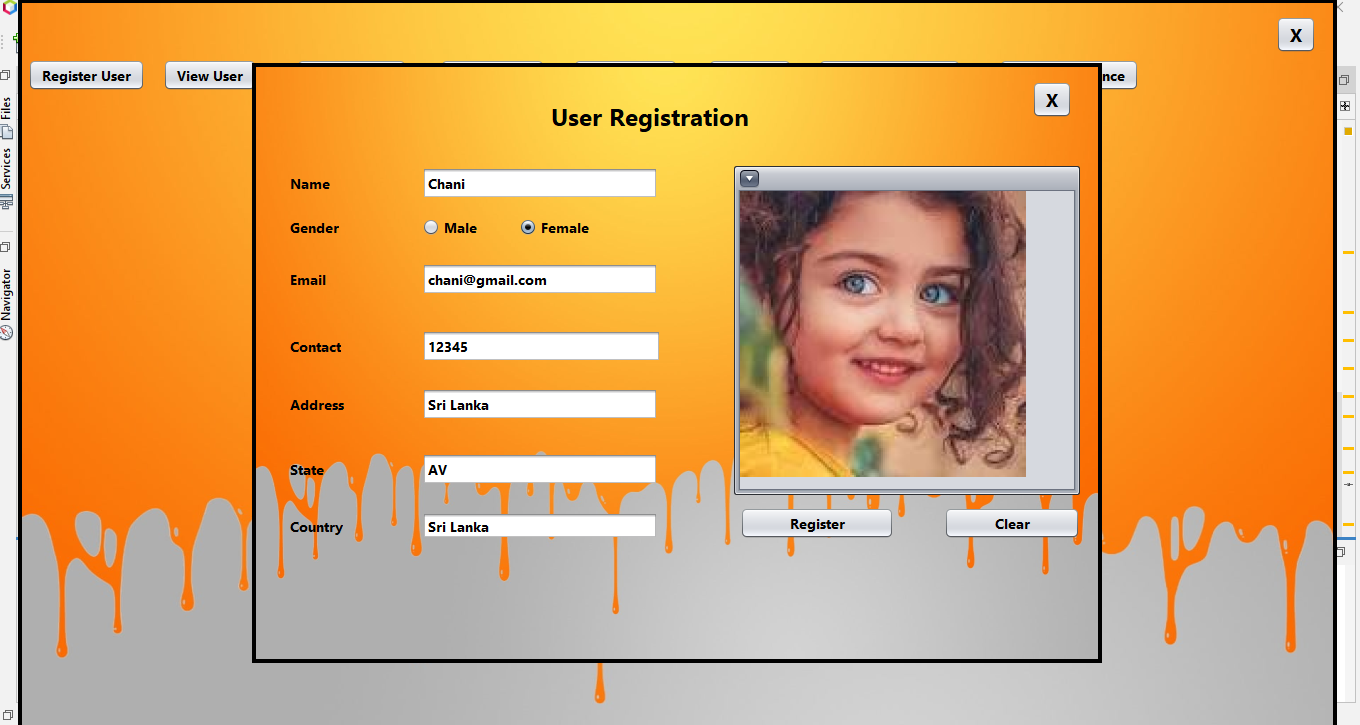 X
Register User
View User
nce
X
User Registration
Name
Chani
Gender
Male
Female
Email
chani@gmail.com
Contact
12345
Address
Sri Lanka
State
AV
Country
Sri Lanka
Register
Clear
Files
Services
Navigator